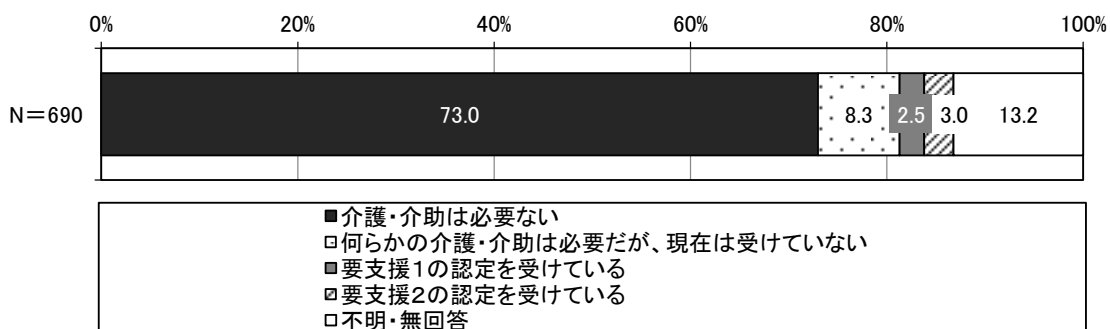 0% 20% 40% 60% 80% 100%
N=690 73.0 8.3 2.5 3.0 13.2
介護・介助は必要ない
何らかの介護・介助は必要だが、現在は受けていない
要支援1の認定を受けている
要支援2の認定を受けている
不明・無回答